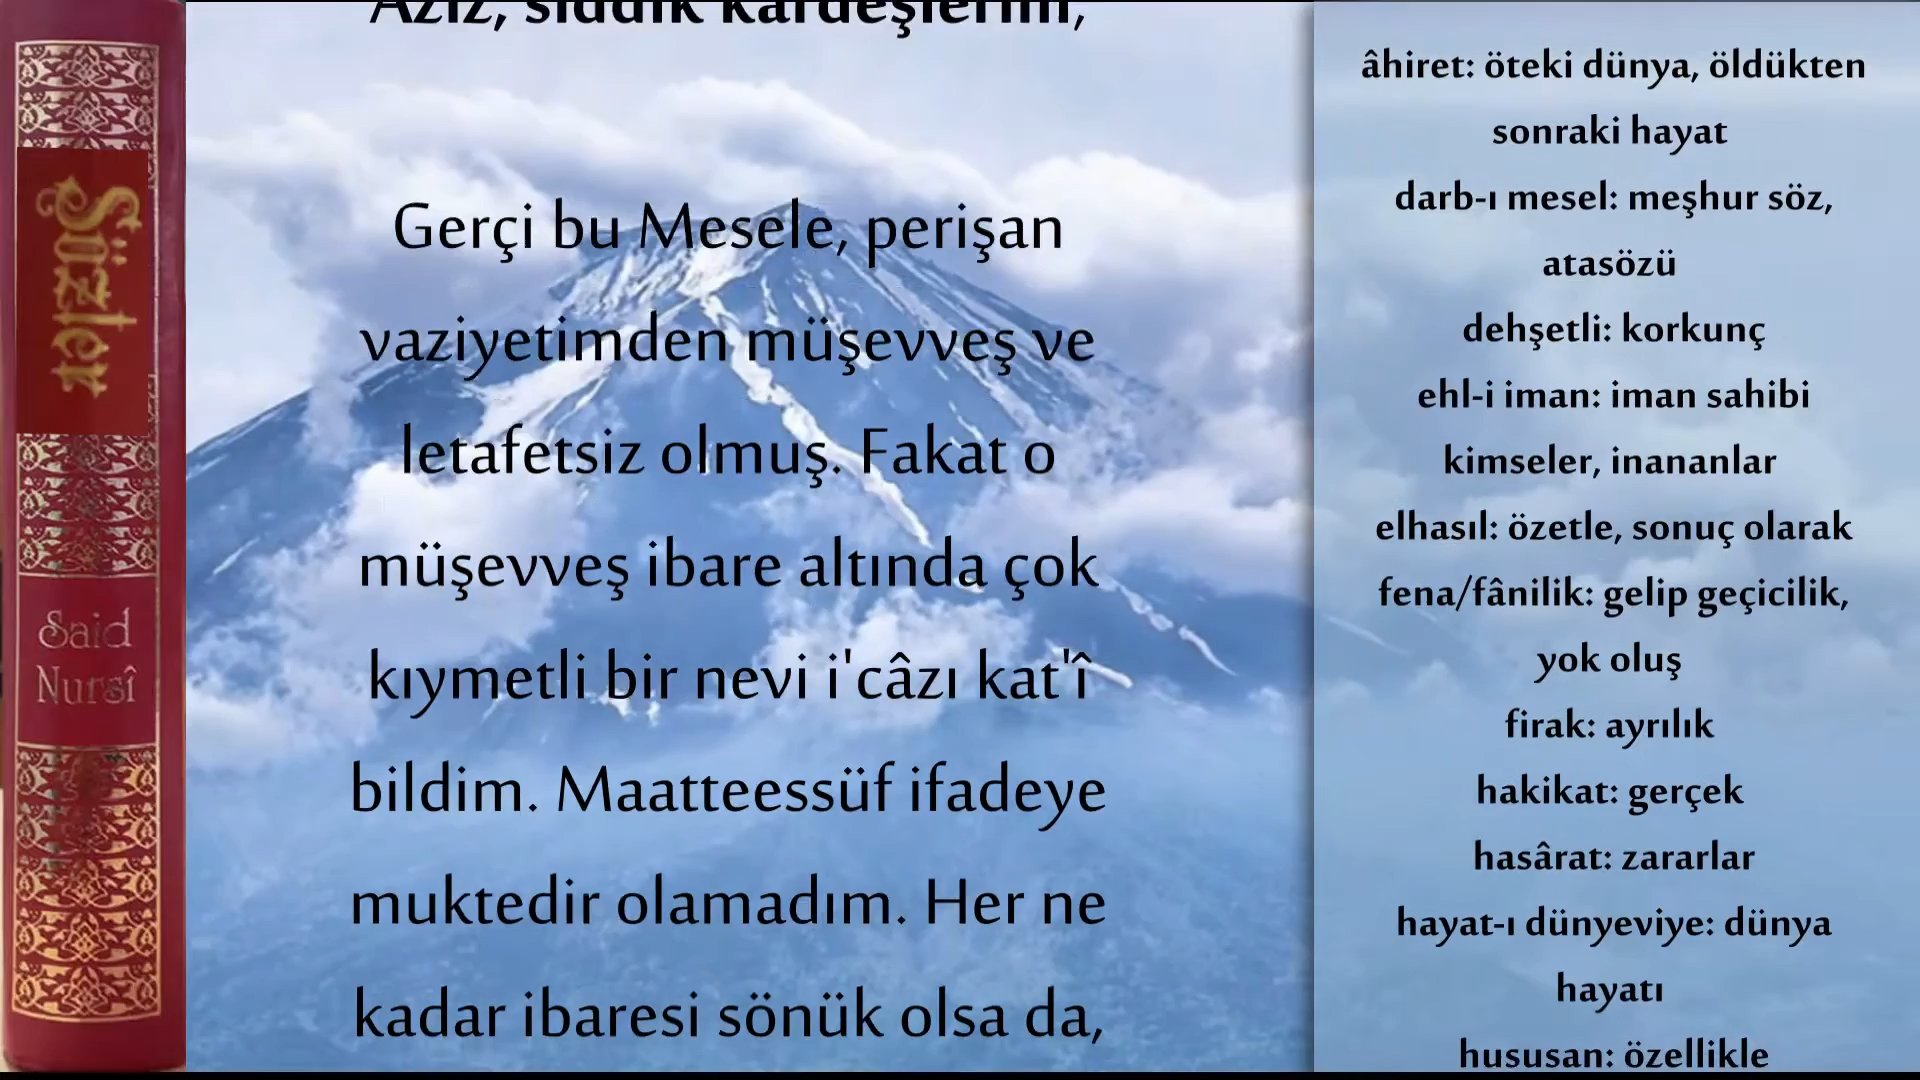 Sözler
Said
Nursî
Aziz, sıddık kardeşlerim,
Gerçi bu Mesele, perişan
vaziyetimden müşevveş ve
letafetsiz olmuş. Fakat o
müşevveş ibare altında çok
kıymetli bir nevi i'câzı kat'î
bildim. Maatteessüf ifadeye
muktedir olamadım. Her ne
kadar ibaresi sönük olsa da,
âhiret: öteki dünya, öldükten
sonraki hayat
darb-ı mesel: meşhur söz,
atasözü
dehşetli: korkunç
ehl-i iman: iman sahibi
kimseler, inananlar
elhasıl: özetle, sonuç olarak
fena/fânilik: gelip geçicilik,
yok oluş
firak: ayrılık
hakikat: gerçek
hasârat: zararlar
hayat-ı dünyeviye: dünya
hayatı
hususan: özellikle